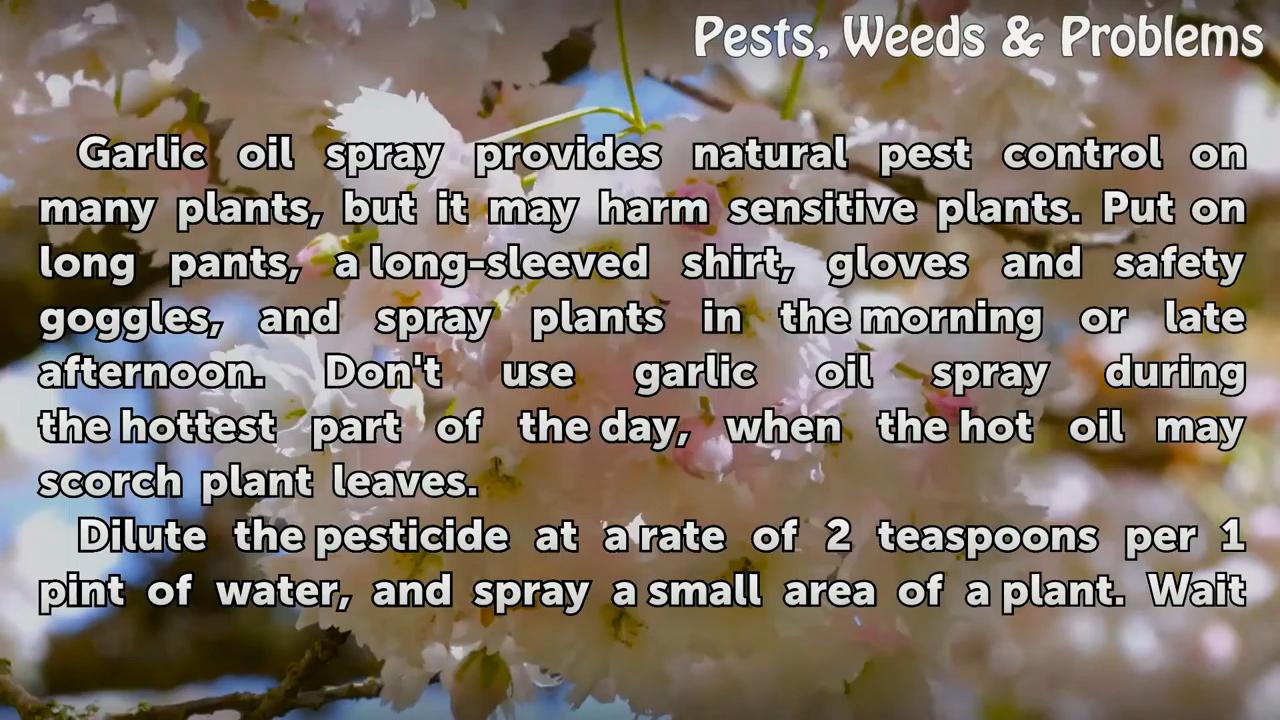 Pests, Weeds & Problems
Garlic oil spray provides natural pest control on
many plants, but it may harm sensitive plants. Put on
long pants, a long-sleeved shirt, gloves and safety
goggles, and spray plants in the morning or late
afternoon. Don't use garlic oil spray during
the hottest part of the day, when the hot oil may
scorch plant leaves.
Dilute the pesticide at a rate of 2 teaspoons per 1
pint of water, and spray a small area of a plant. Wait